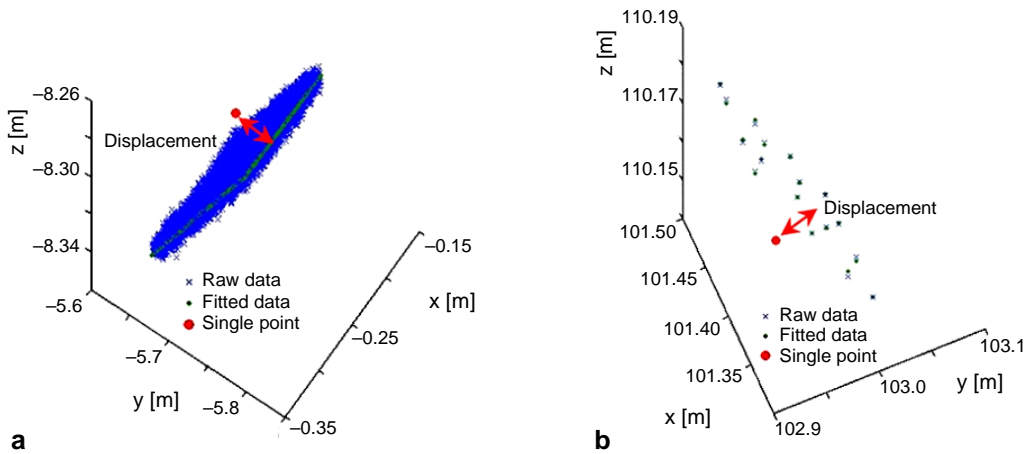 z [m]
–8.26
–8.30
–8.34
–5.6
–5.7
–5.8
y [m]
–0.35
–0.25
–0.15
x [m]
Displacement
Raw data
Fitted data
Single point
a
z [m]
110.19
110.17
110.15
101.50
101.45
101.40
101.35
x [m]
102.9
103.0
103.1
y [m]
Displacement
Raw data
Fitted data
Single point
b